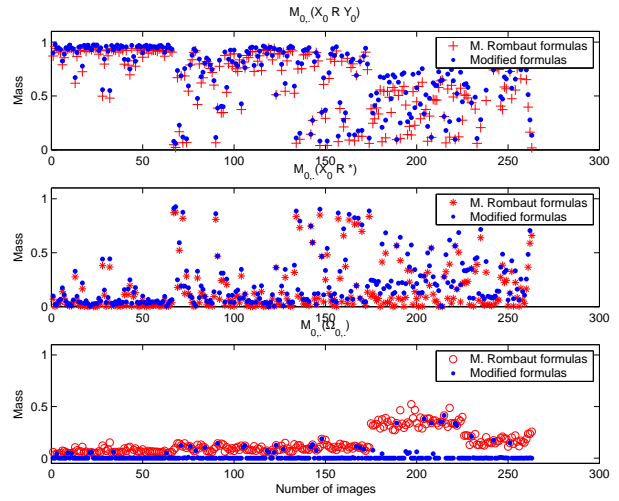 M0,.(X0 R Y0)
Mass
1
0.5
0
M. Rombaut formulas
Modified formulas
0 50 100 150 200 250 300
M0,.(X0 R *)
Mass
1
0.5
0
M. Rombaut formulas
Modified formulas
0 50 100 150 200 250 300
M0,.(Ω0,.)
Mass
1
0.5
0
M. Rombaut formulas
Modified formulas
0 50 100 150 200 250 300
Number of images